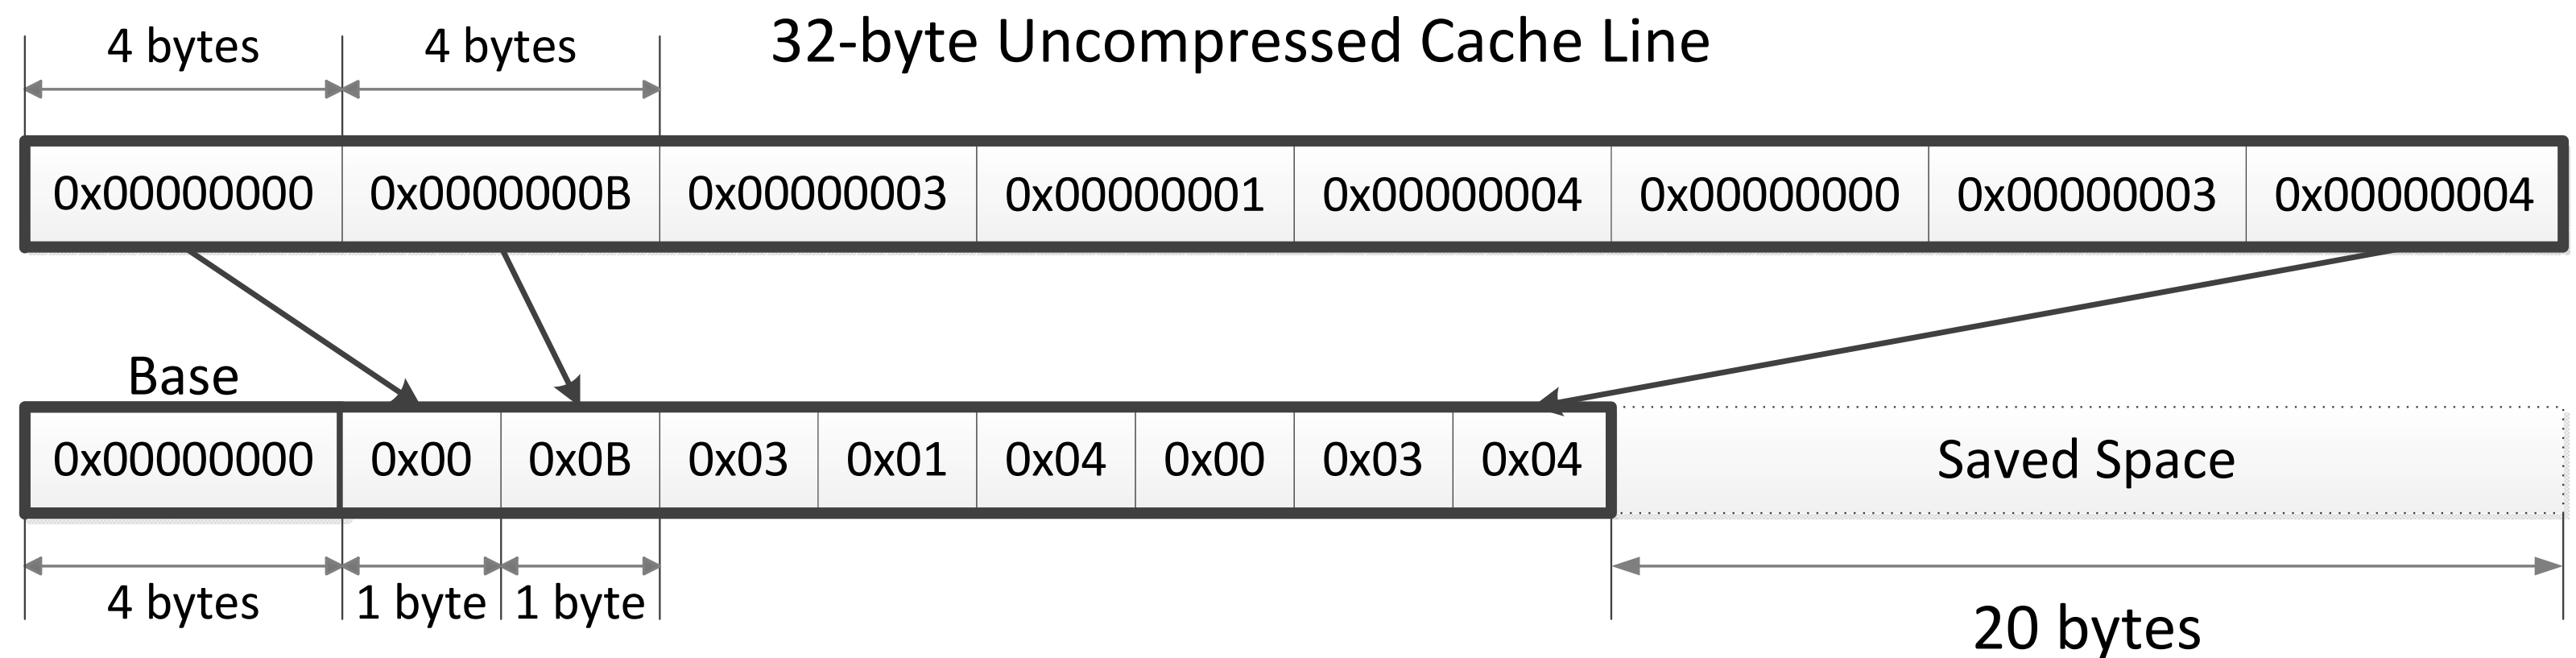 4 bytes 4 bytes 32-byte Uncompressed Cache Line
0x00000000 0x0000000B 0x00000003 0x00000001 0x00000004 0x00000000 0x00000003 0x00000004
Base
0x00000000 0x00 0x0B 0x03 0x01 0x04 0x00 0x03 0x04 Saved Space
4 bytes 1 byte 1 byte 20 bytes